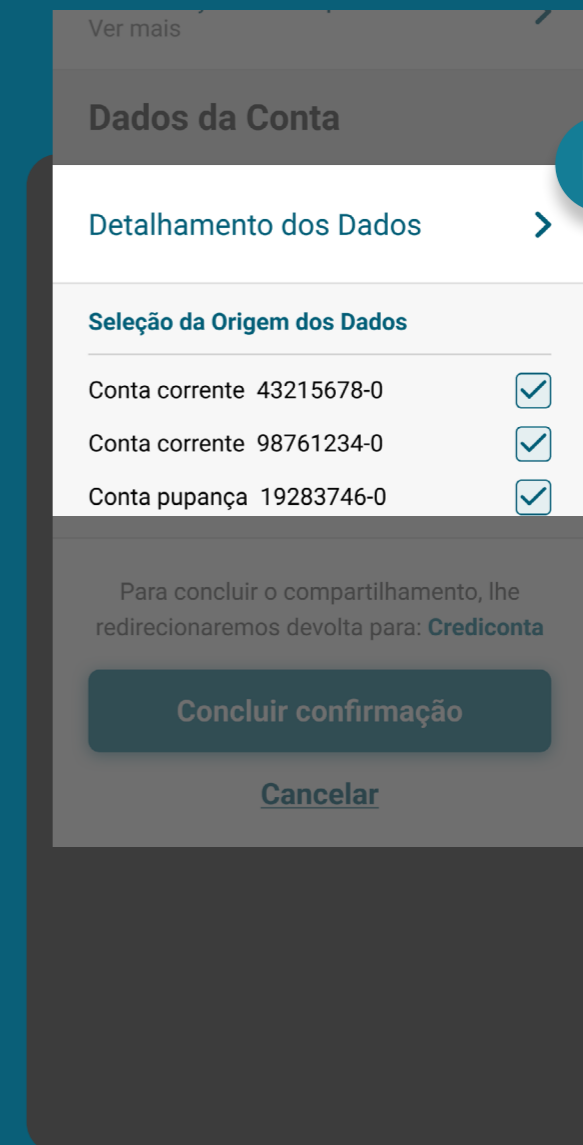 Ver mais
Dados da Conta
Detalhamento dos Dados
Seleção da Origem dos Dados
Conta corrente 43215678-0
Conta corrente 98761234-0
Conta pupança 19283746-0
Para concluir o compartilhamento, lhe
redirecionaremos devolta para: Crediconta
Concluir confirmação
Cancelar